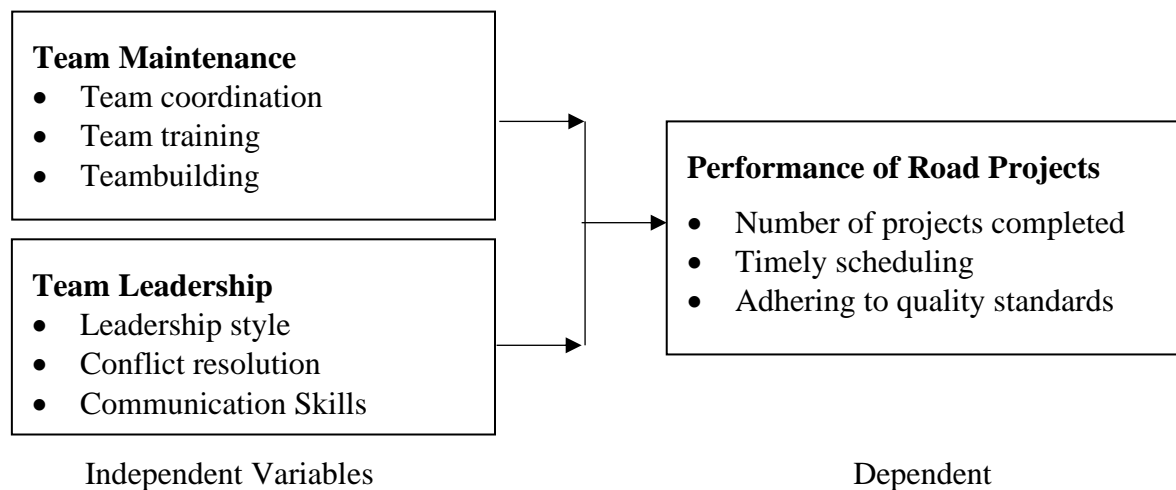 Team Maintenance
• Team coordination
• Team training
• Teambuilding
Team Leadership
• Leadership style
• Conflict resolution
• Communication Skills
Independent Variables
Performance of Road Projects
• Number of projects completed
• Timely scheduling
• Adhering to quality standards
Dependent